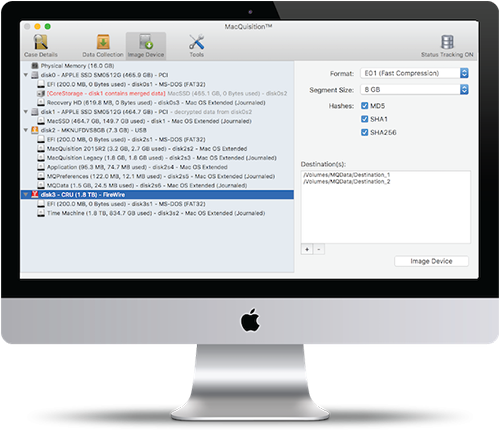 MacQuisition™
Case Details
Data Collection
Image Device
Tools
Status Tracking ON
Physical Memory (16.0 GB)
disk0 - APPLE SSD SM0512G (465.9 GB) - PCI
EFI (200.0 MB, 0 Bytes used) - disk0s1 - MS-DOS (FAT32)
[CoreStorage - disk1 contains merged data] MacSSD (465.1 GB, 0 Bytes used) - disk0s2
Recovery HD (619.8 MB, 0 Bytes used) - disk0s3 - Mac OS Extended (Journaled)
disk1 - APPLE SSD SM0512G (464.7 GB) - PCI - decrypted data from disk0s2
MacSSD (464.7 GB, 149.7 GB used) - disk1 - Mac OS Extended (Journaled)
disk2 - MKNUFDVS8GB (7.3 GB) - USB
EFI (200.0 MB, 0 Bytes used) - disk2s1 - MS-DOS (FAT32)
MacQuisition 2015R2 (3.2 GB, 2.7 GB used) - disk2s2 - Mac OS Extended
MacQuisition Legacy (1.8 GB, 1.8 GB used) - disk2s3 - Mac OS Extended
Application (96.3 MB, 74.7 MB used) - disk2s4 - Mac OS Extended
MQPreferences (122.0 MB, 12.1 MB used) - disk2s5 - Mac OS Extended (Journaled)
MQData (1.5 GB, 24.5 MB used) - disk2s6 - Mac OS Extended (Journaled)
disk3 - CRU (1.8 TB) - FireWire
EFI (200.0 MB, 0 Bytes used) - disk3s1 - MS-DOS (FAT32)
Time Machine (1.8 TB, 834.7 GB used) - disk3s2 - Mac OS Extended (Journaled)
Format: E01 (Fast Compression)
Segment Size: 8 GB
Hashes: MD5
SHA1
SHA256
Destination(s):
/Volumes/MQData/Destination_1
/Volumes/MQData/Destination_2
+ -
Image Device